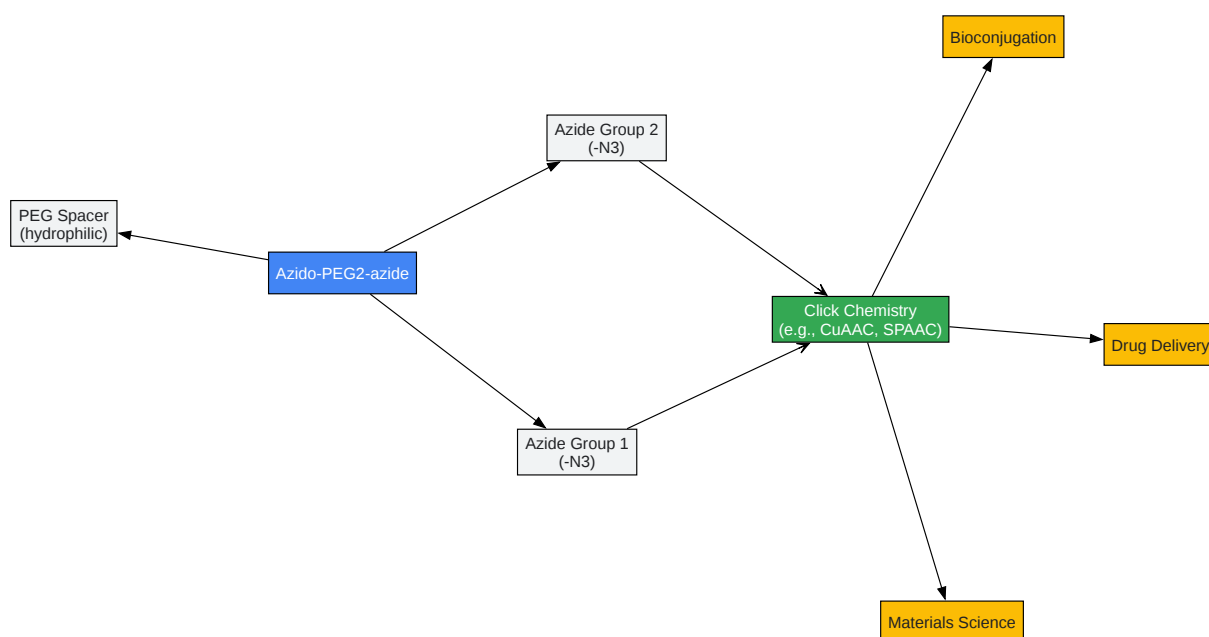 Bioconjugation
Azide Group 2
(-N3)
PEG Spacer
(hydrophilic)
Azido-PEG2-azide
Click Chemistry
(e.g., CuAAC, SPAAC)
Drug Delivery
Azide Group 1
(-N3)
Materials Science